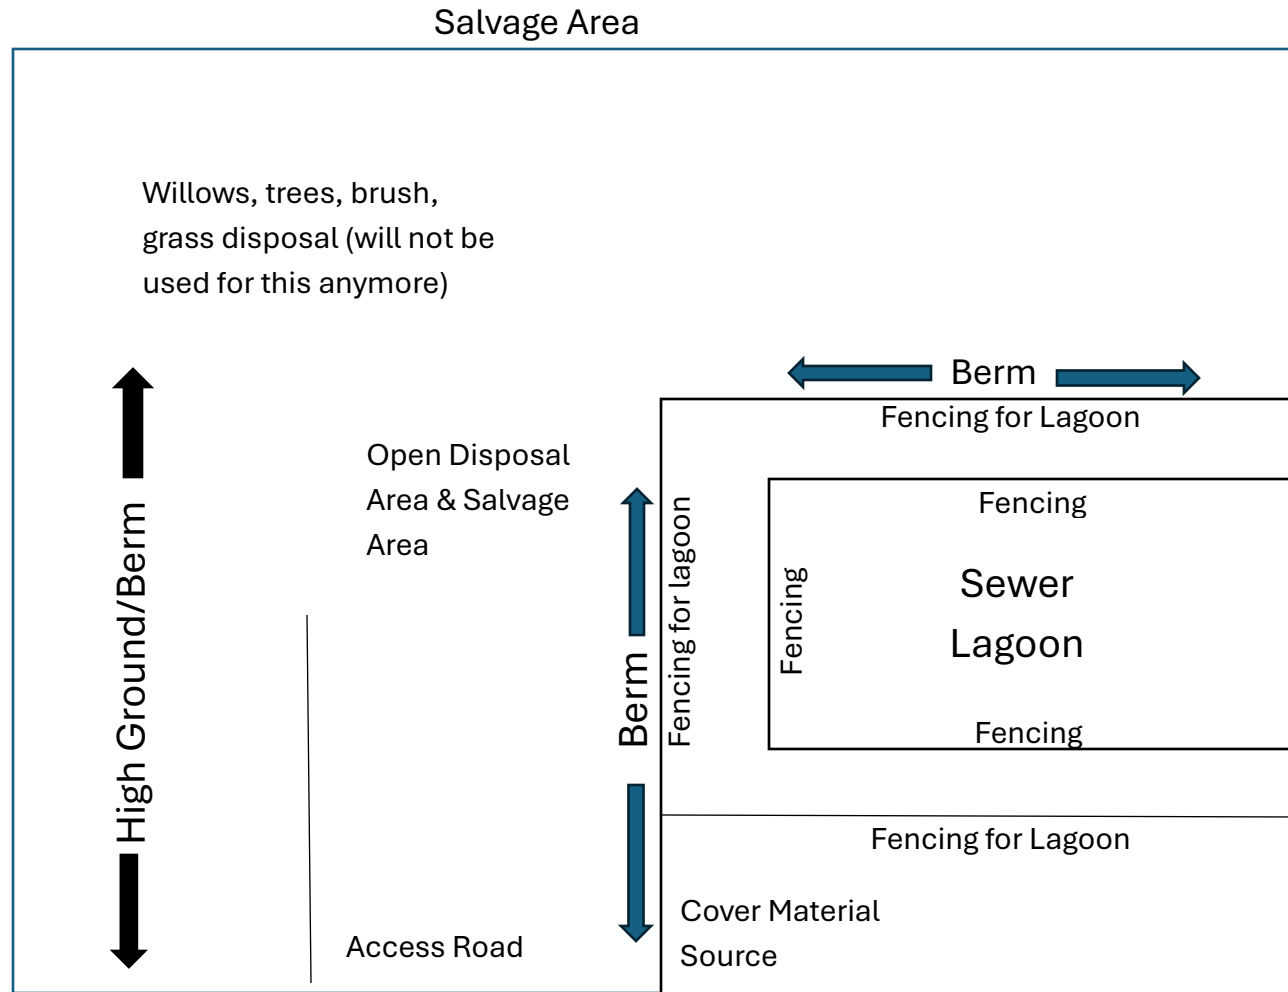 Salvage Area
Willows, trees, brush,
grass disposal (will not be
used for this anymore)
Berm
Fencing for Lagoon
Open Disposal
Area & Salvage
Area
High Ground/Berm
Berm
Fencing for lagoon
Fencing
Fencing
Sewer
Lagoon
Fencing
Fencing for Lagoon
Cover Material
Source
Access Road